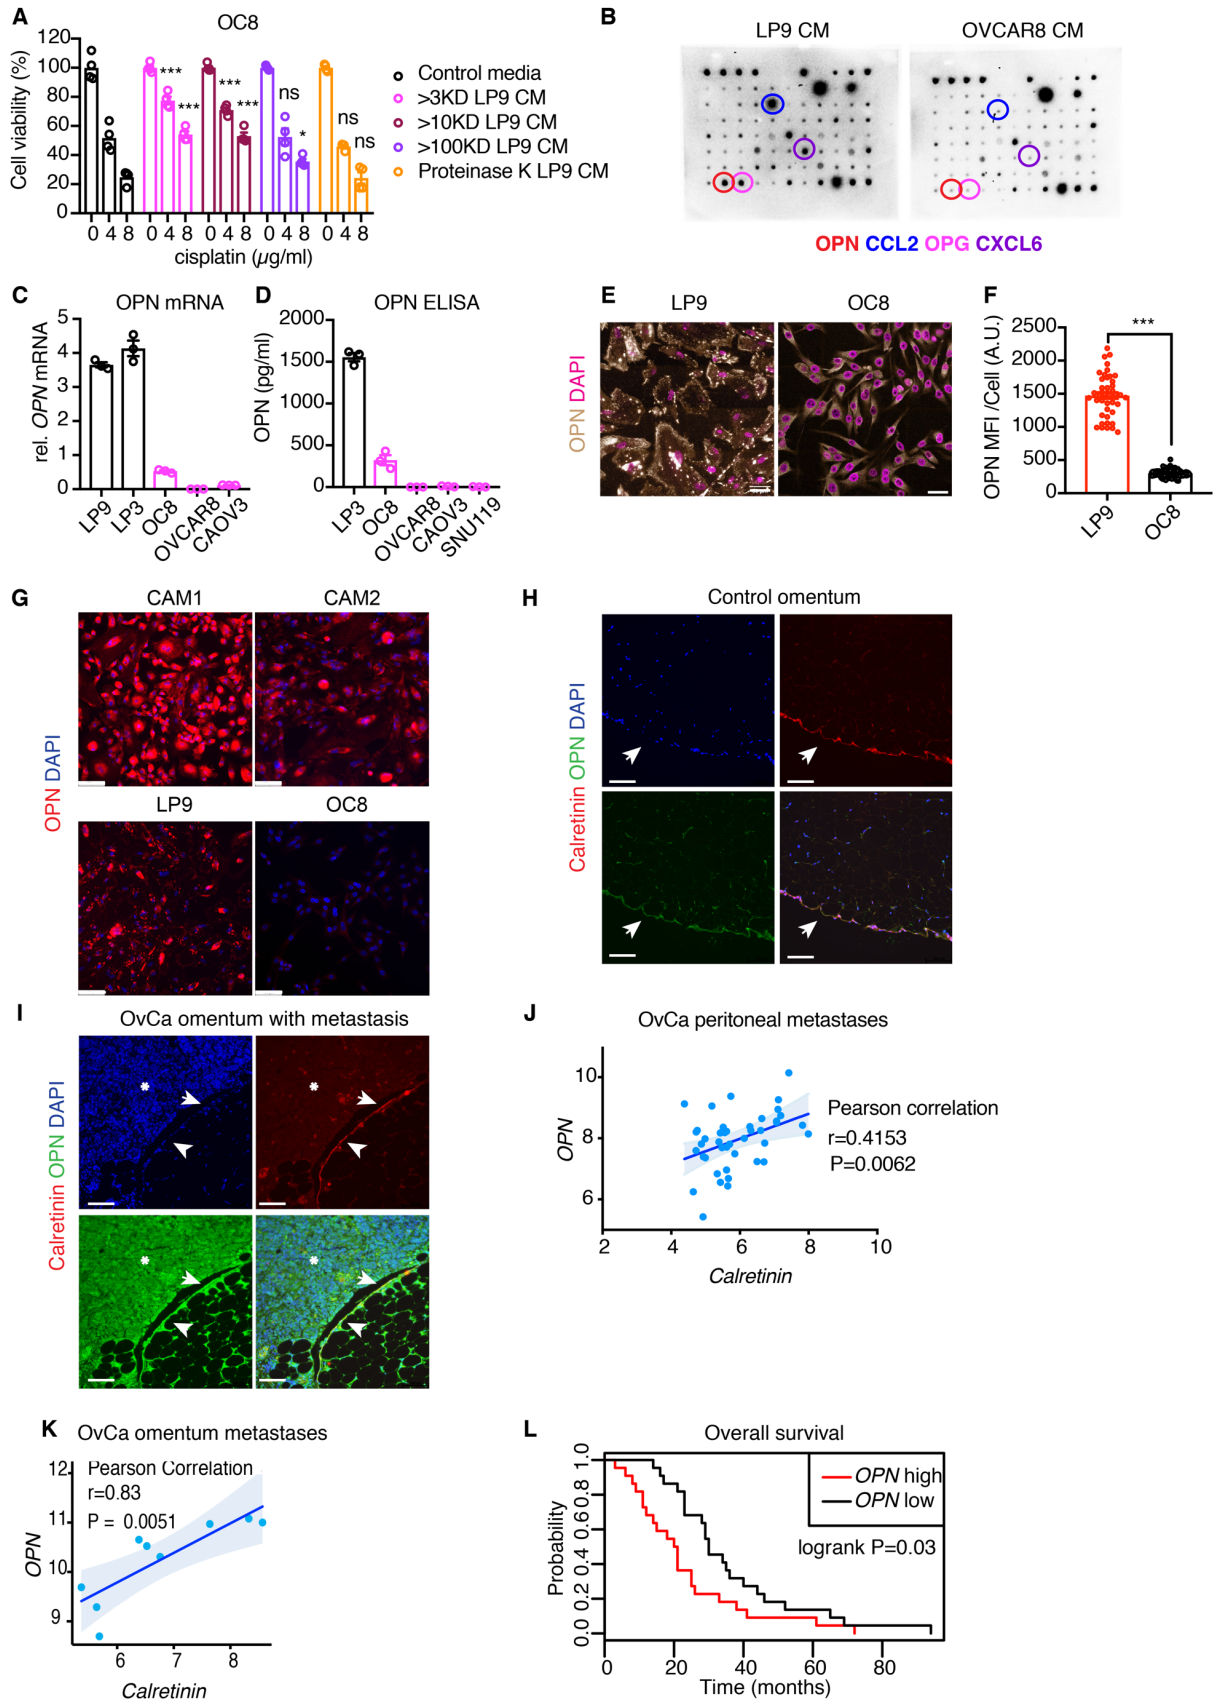 A
OC8
Cell viability (%)
120
100
80
60
40
20
0
*** *** *** *** ns * ns ns
0 4 8 0 4 8 0 4 8 0 4 8 0 4 8
cisplatin (µg/ml)
Control media
>3KD LP9 CM
>10KD LP9 CM
>100KD LP9 CM
Proteinase K LP9 CM
B
LP9 CM OVCAR8 CM
OPN CCL2 OPG CXCL6
C
OPN mRNA
rel. OPN mRNA
5
4
3
2
1
0
LP9 LP3 OC8 OVCAR8 CAOV3
D
OPN ELISA
OPN (pg/ml)
2000
1500
1000
500
0
LP3 OC8 OVCAR8 CAOV3 SNU119
E
LP9 OC8
OPN DAPI
F
OPN MFI /Cell (A.U.)
2500
2000
1500
1000
500
0
***
LP9 OC8
G
CAM1 CAM2
LP9 OC8
OPN DAPI
H
Control omentum
Calretinin OPN DAPI
I
OvCa omentum with metastasis
Calretinin OPN DAPI
* *
* *
J
OvCa peritoneal metastases
OPN
10
8
6
2 4 6 8 10
Calretinin
Pearson correlation
r=0.4153
P=0.0062
K
OvCa omentum metastases
Pearson Correlation
r=0.83
P = 0.0051
OPN
12
11
10
9
6 7 8
Calretinin
L
Overall survival
Probability
1.0
0.8
0.6
0.4
0.2
0.0
OPN high
OPN low
logrank P=0.03
0 20 40 60 80
Time (months)